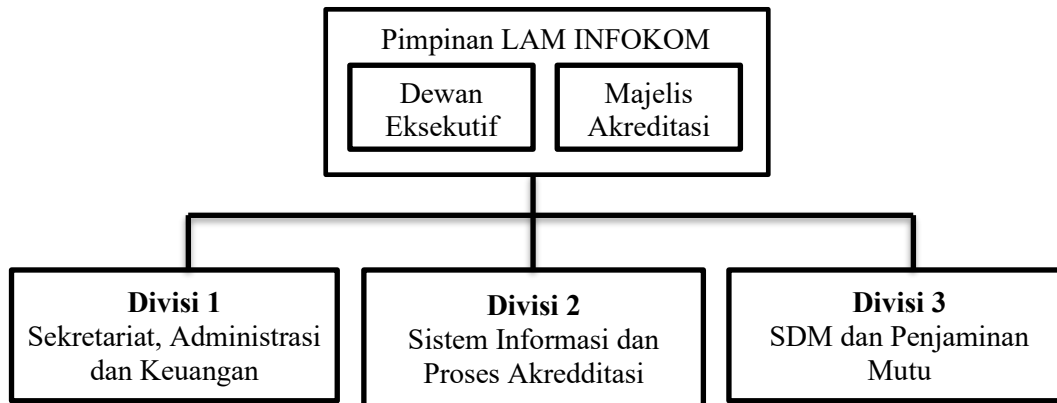 Pimpinan LAM INFOKOM
Dewan
Eksekutif
Majelis
Akreditasi
Divisi 1
Sekretariat, Administrasi
dan Keuangan
Divisi 2
Sistem Informasi dan
Proses Akredditasi
Divisi 3
SDM dan Penjaminan
Mutu